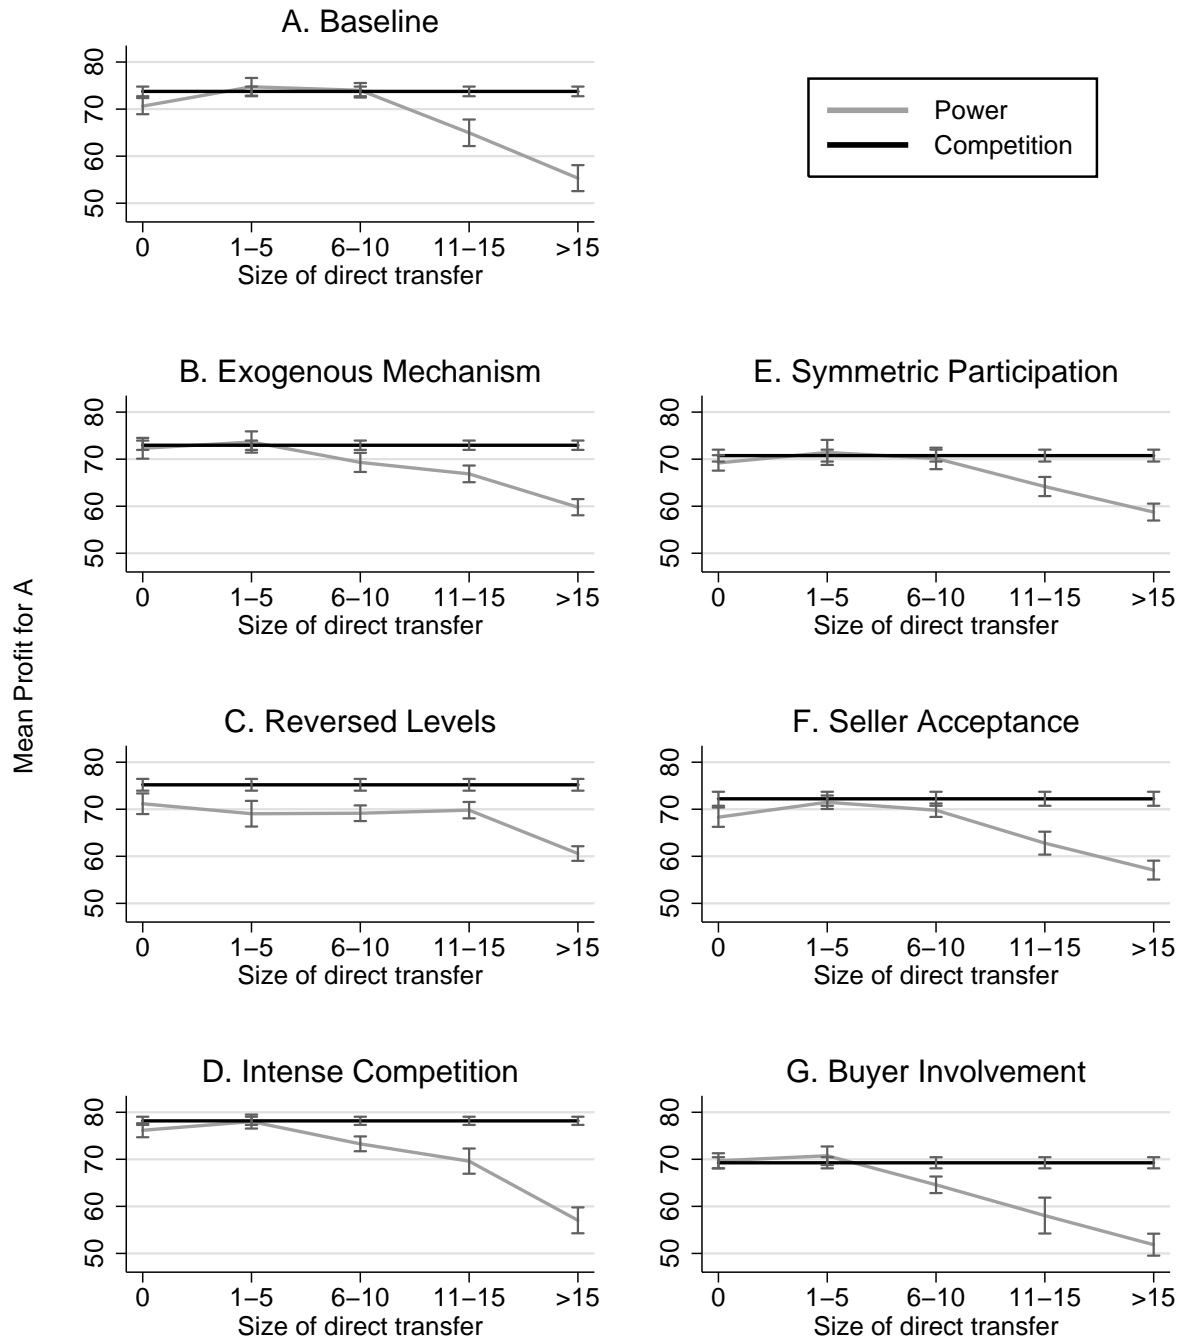 A. Baseline
80
70
60
50
0 1−5 6−10 11−15 >15
Size of direct transfer
Power
Competition
B. Exogenous Mechanism
80
70
60
50
0 1−5 6−10 11−15 >15
Size of direct transfer
E. Symmetric Participation
80
70
60
50
0 1−5 6−10 11−15 >15
Size of direct transfer
Mean Profit for A
C. Reversed Levels
80
70
60
50
0 1−5 6−10 11−15 >15
Size of direct transfer
F. Seller Acceptance
80
70
60
50
0 1−5 6−10 11−15 >15
Size of direct transfer
D. Intense Competition
80
70
60
50
0 1−5 6−10 11−15 >15
Size of direct transfer
G. Buyer Involvement
80
70
60
50
0 1−5 6−10 11−15 >15
Size of direct transfer